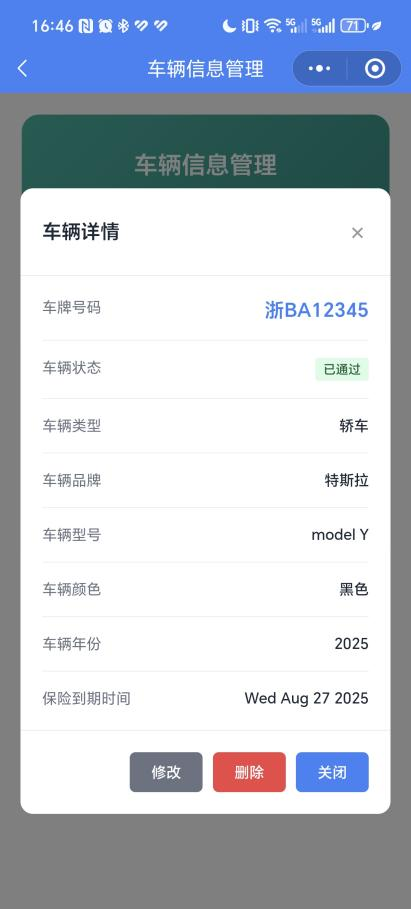 16:46 5G 5G 71
车辆信息管理
车辆信息管理
车辆详情 ×
车牌号码 浙BA12345
车辆状态 已通过
车辆类型 轿车
车辆品牌 特斯拉
车辆型号 model Y
车辆颜色 黑色
车辆年份 2025
保险到期时间 Wed Aug 27 2025
修改 删除 关闭